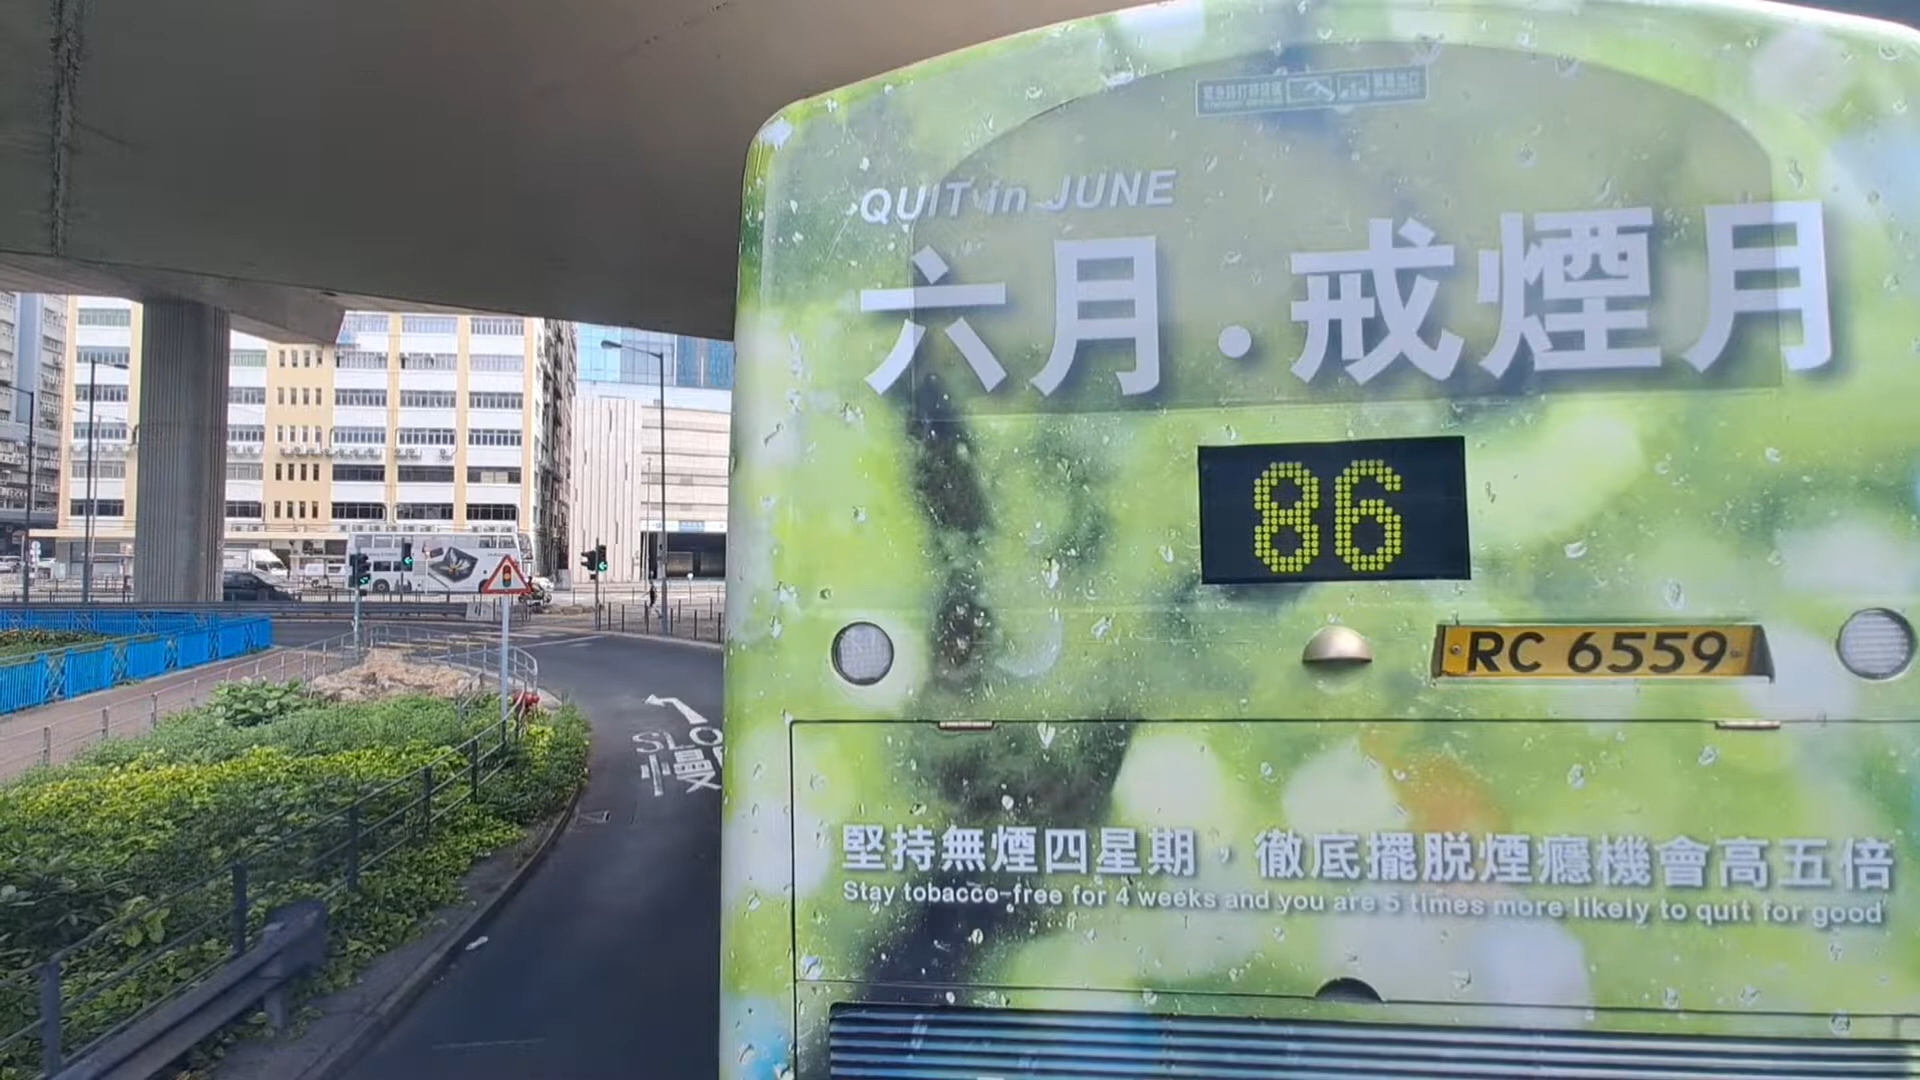 QUIT in JUNE
六月·戒煙月
86
RC 6559
SLO
堅持無煙四星期，徹底擺脫煙癮機會高五倍
Stay tobacco-free for 4 weeks and you are 5 times more likely to quit for good